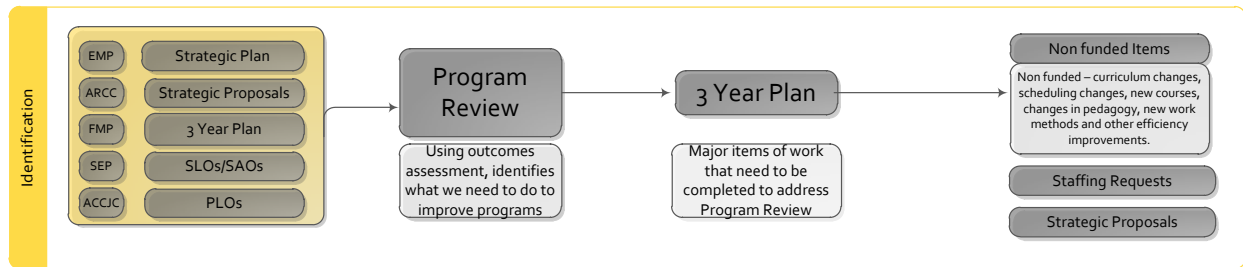 Identification
EMP
Strategic Plan
ARCC
Strategic Proposals
FMP
3 Year Plan
SEP
SLOs/SAOs
ACCJC
PLOs
Program
Review
Using outcomes
assessment, identifies
what we need to do to
improve programs
3 Year Plan
Major items of work
that need to be
completed to address
Program Review
Non funded Items
Non funded – curriculum changes,
scheduling changes, new courses,
changes in pedagogy, new work
methods and other efficiency
improvements.
Staffing Requests
Strategic Proposals